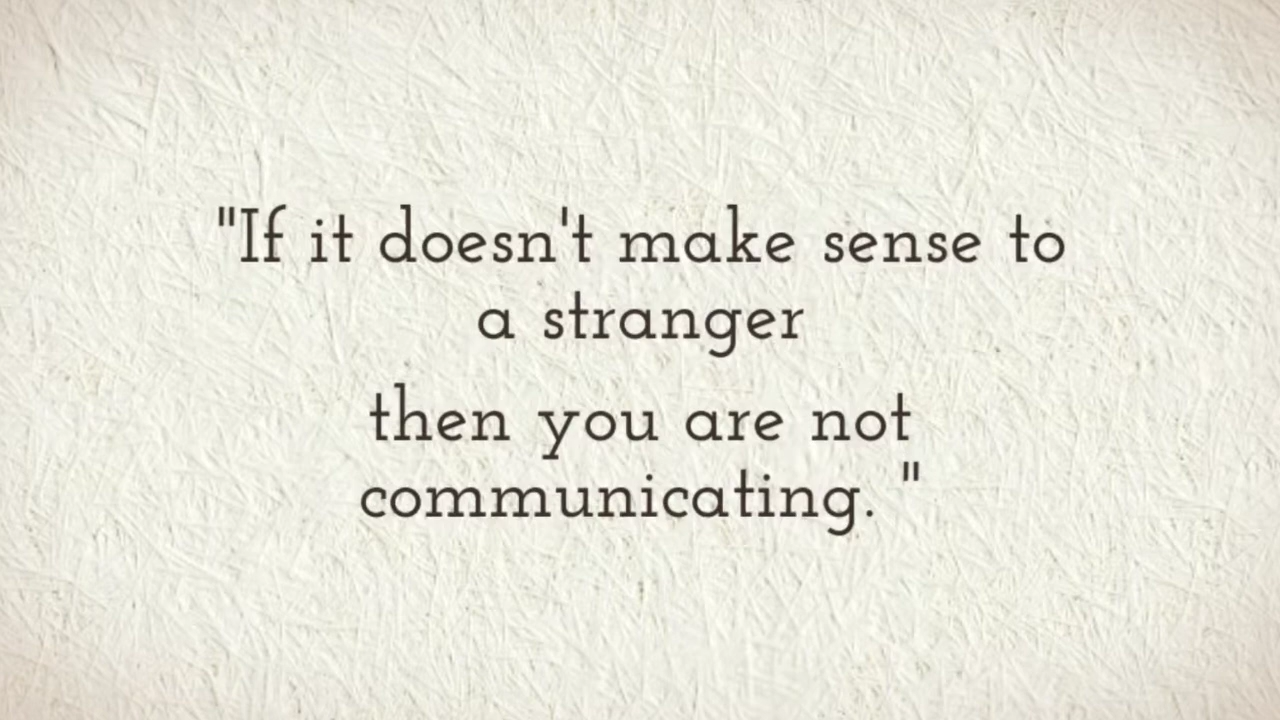 "If it doesn't make sense to
a stranger
then you are not
communicating. "